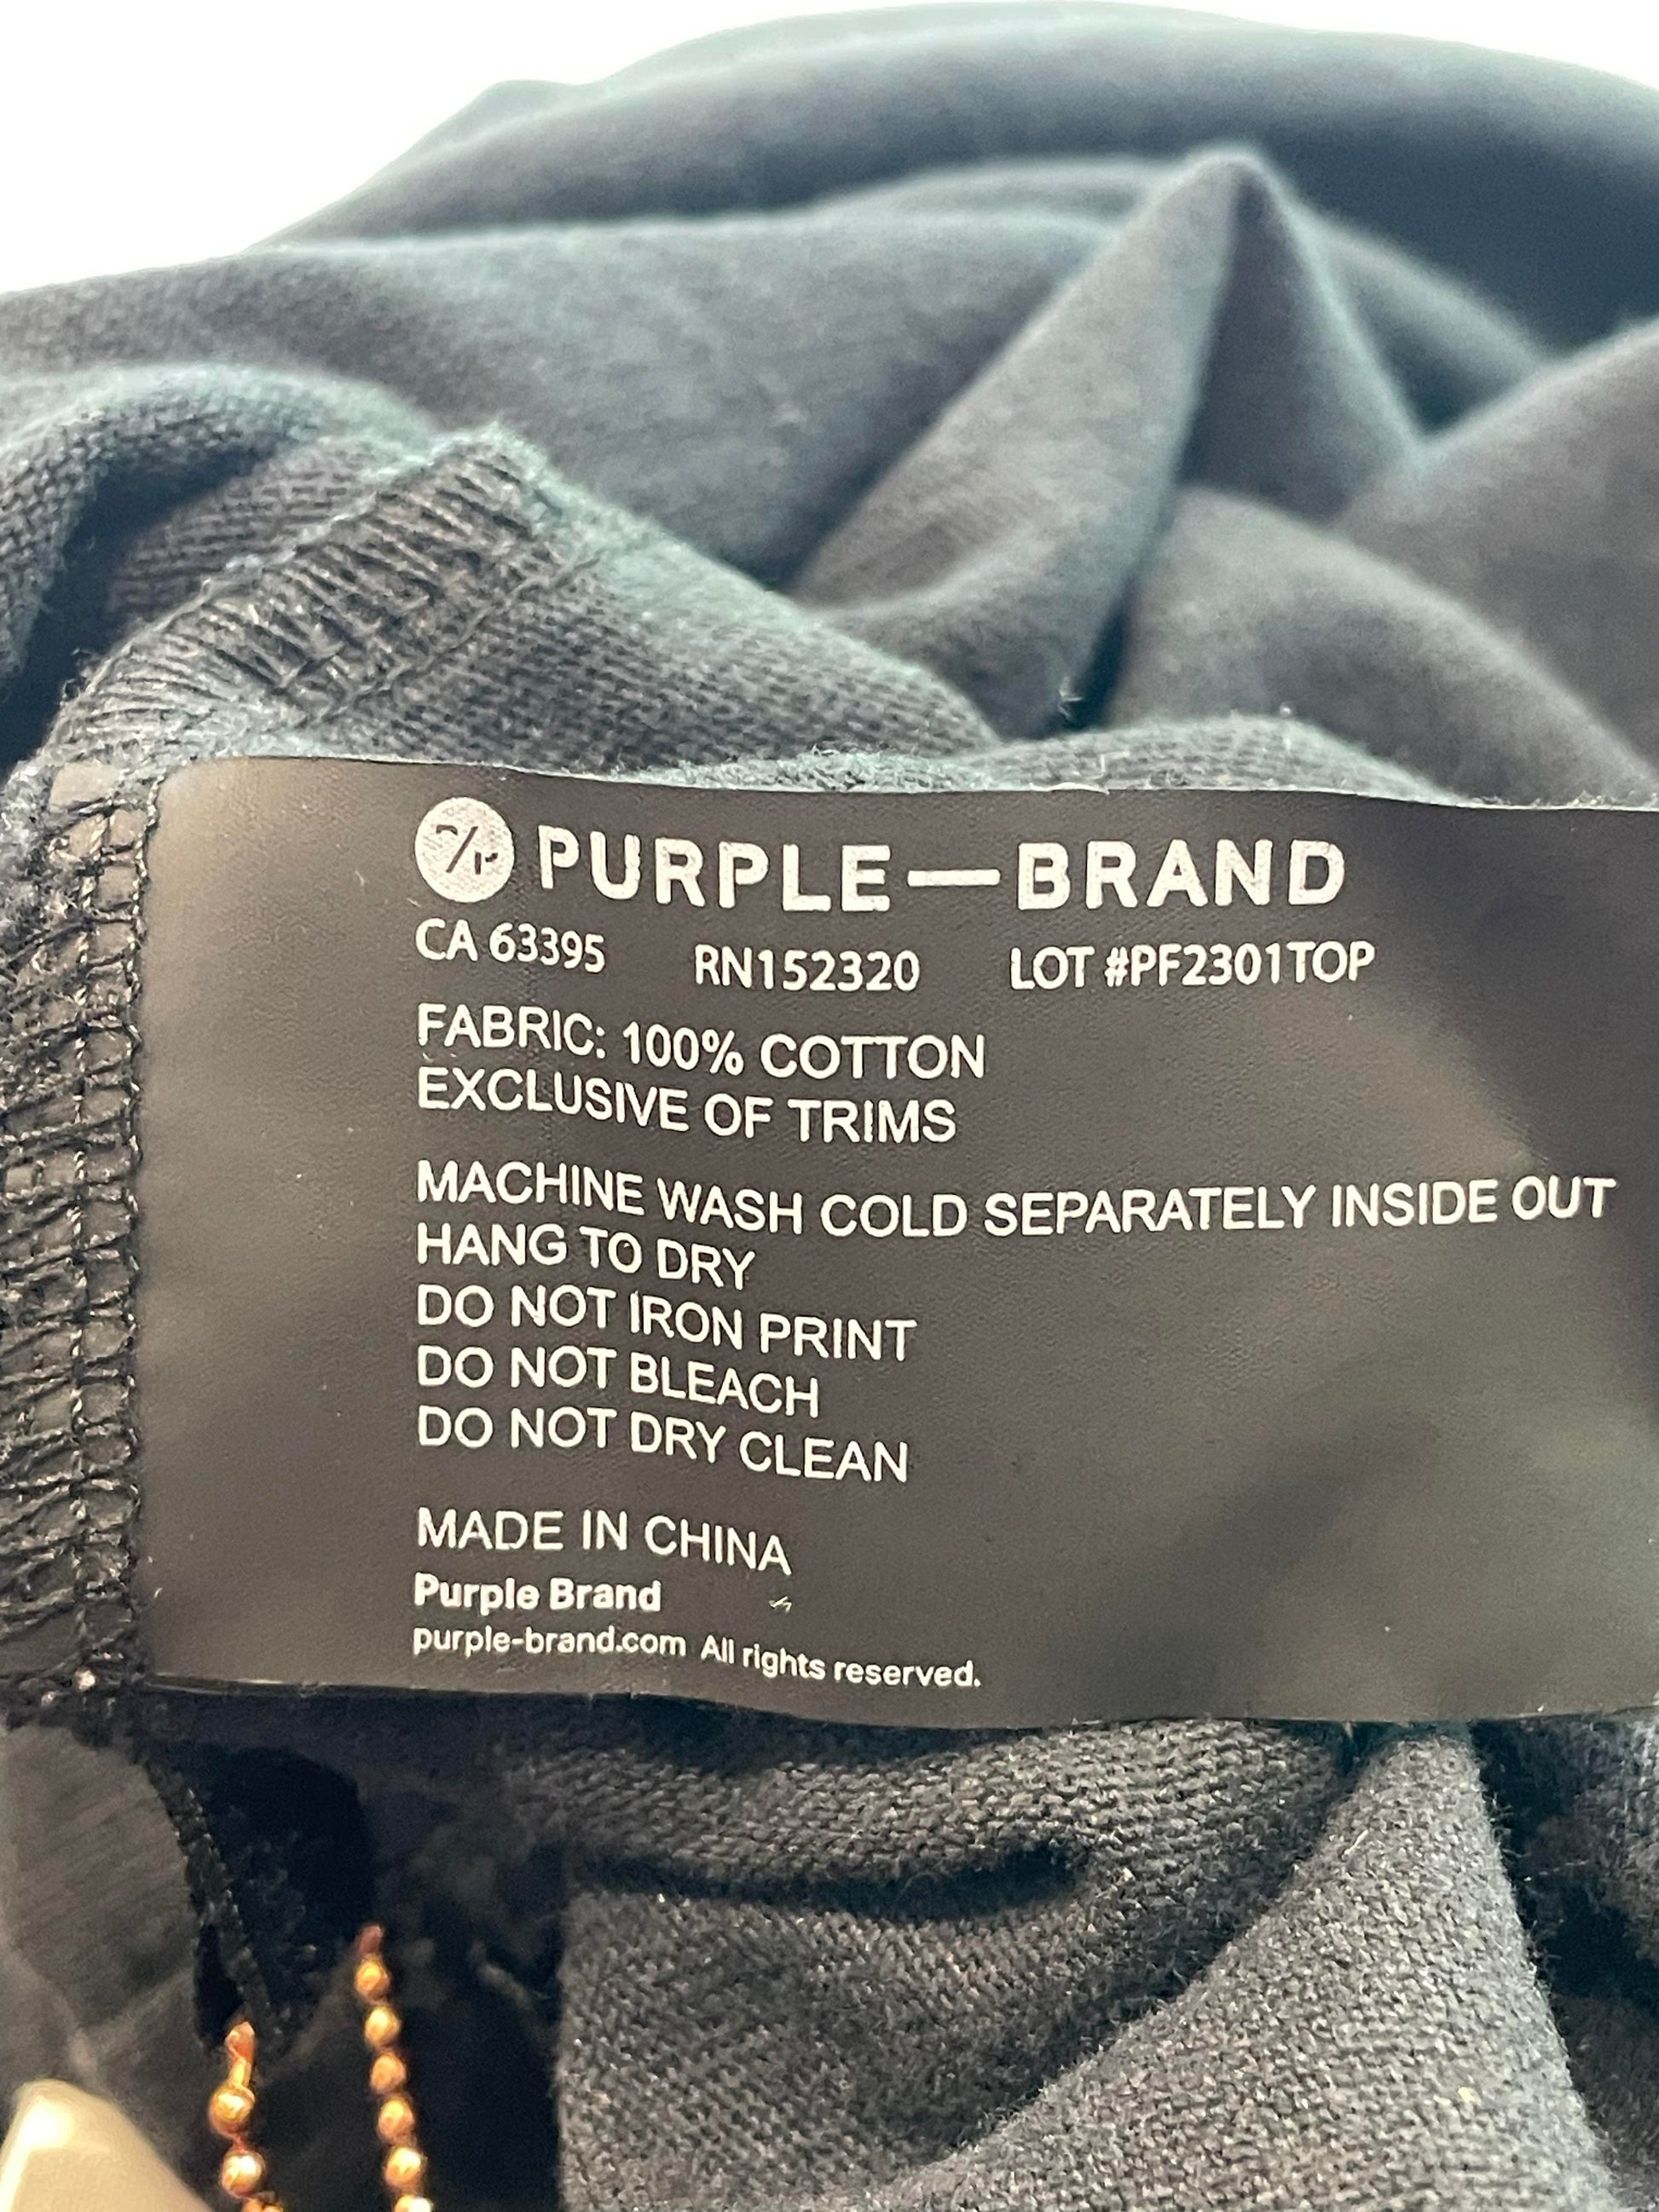 PURPLE—BRAND
CA 63395 RN152320 LOT #PF2301TOP
FABRIC: 100% COTTON
EXCLUSIVE OF TRIMS
MACHINE WASH COLD SEPARATELY INSIDE OUT
HANG TO DRY
DO NOT IRON PRINT
DO NOT BLEACH
DO NOT DRY CLEAN
MADE IN CHINA
Purple Brand
purple-brand.com All rights reserved.